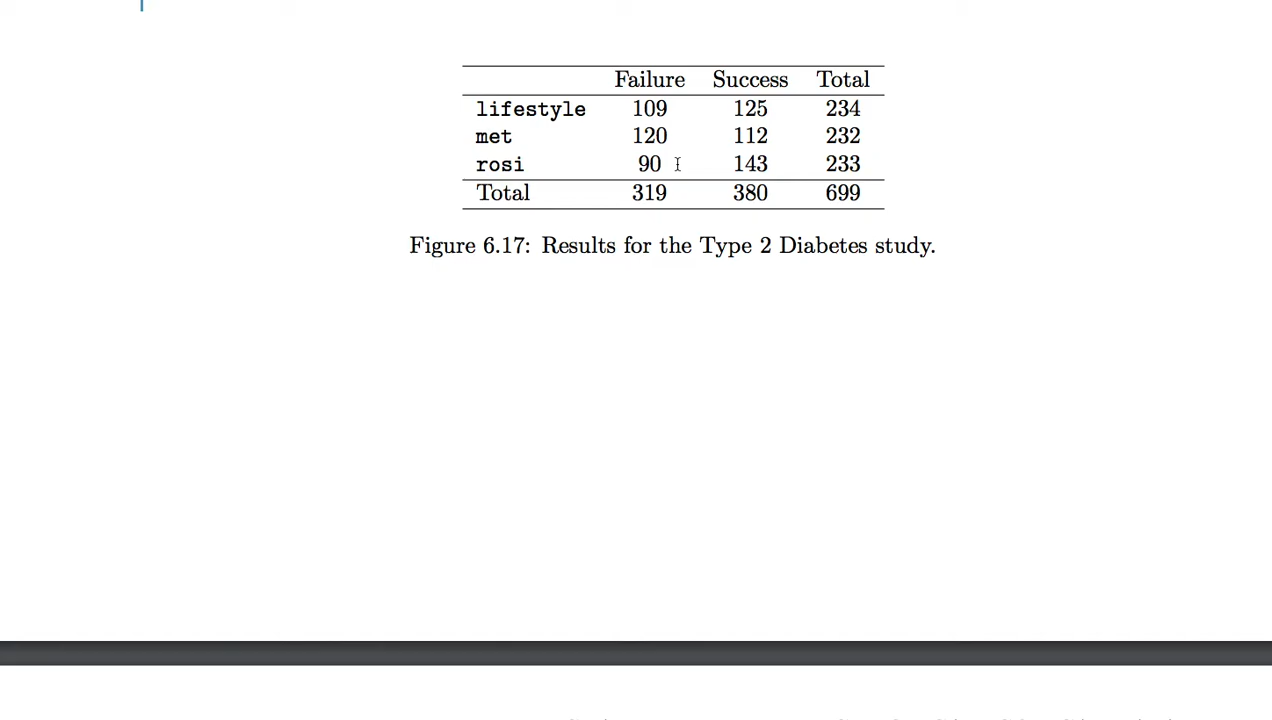 Failure Success Total
lifestyle 109 125 234
met 120 112 232
rosi 90 143 233
Total 319 380 699
Figure 6.17: Results for the Type 2 Diabetes study.